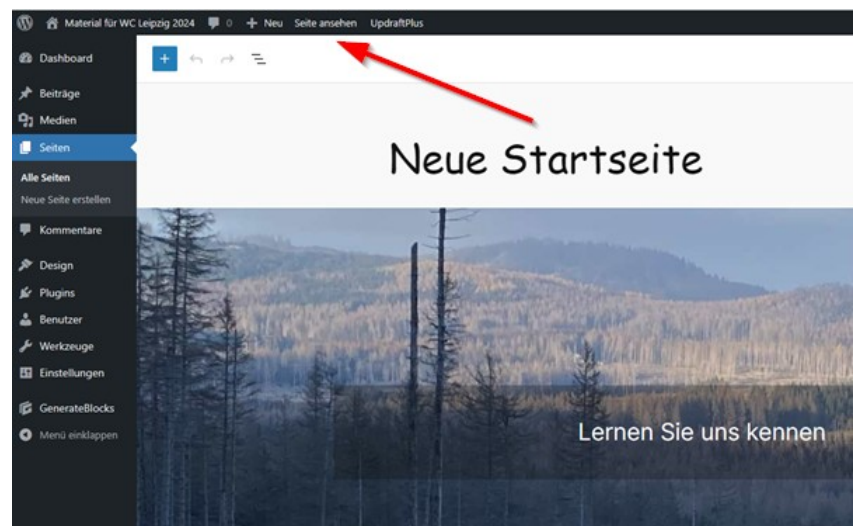 Material für WC Leipzig 2024 0 Neu Seite ansehen UpdraftPlus
Dashboard
Beiträge
Medien
Seiten
Alle Seiten
Neue Seite erstellen
Kommentare
Design
Plugins
Benutzer
Werkzeuge
Einstellungen
GenerateBlocks
Menü einklappen
Neue Startseite
Lernen Sie uns kennen